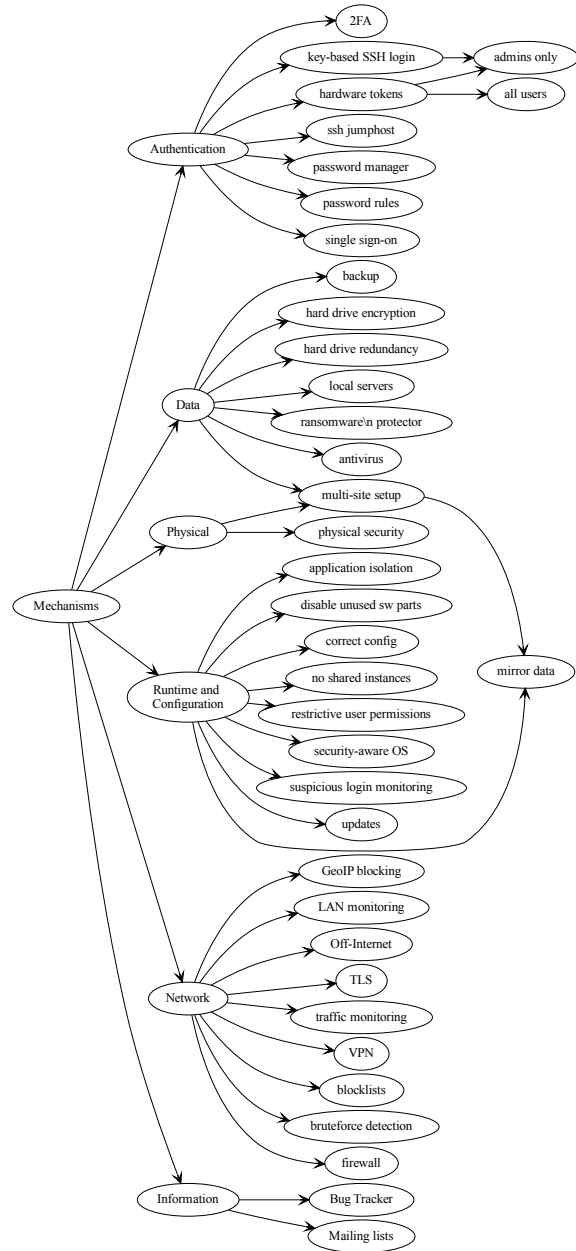 2FA
key-based SSH login
admins only
hardware tokens
all users
ssh jumphost
Authentication
password manager
password rules
single sign-on
backup
hard drive encryption
hard drive redundancy
local servers
Data
ransomware\n protector
antivirus
multi-site setup
Physical
physical security
application isolation
Mechanisms
disable unused sw parts
correct config
mirror data
no shared instances
Runtime and
Configuration
restrictive user permissions
security-aware OS
suspicious login monitoring
updates
GeoIP blocking
LAN monitoring
Off-Internet
TLS
Network
traffic monitoring
VPN
blocklists
bruteforce detection
firewall
Information
Bug Tracker
Mailing lists